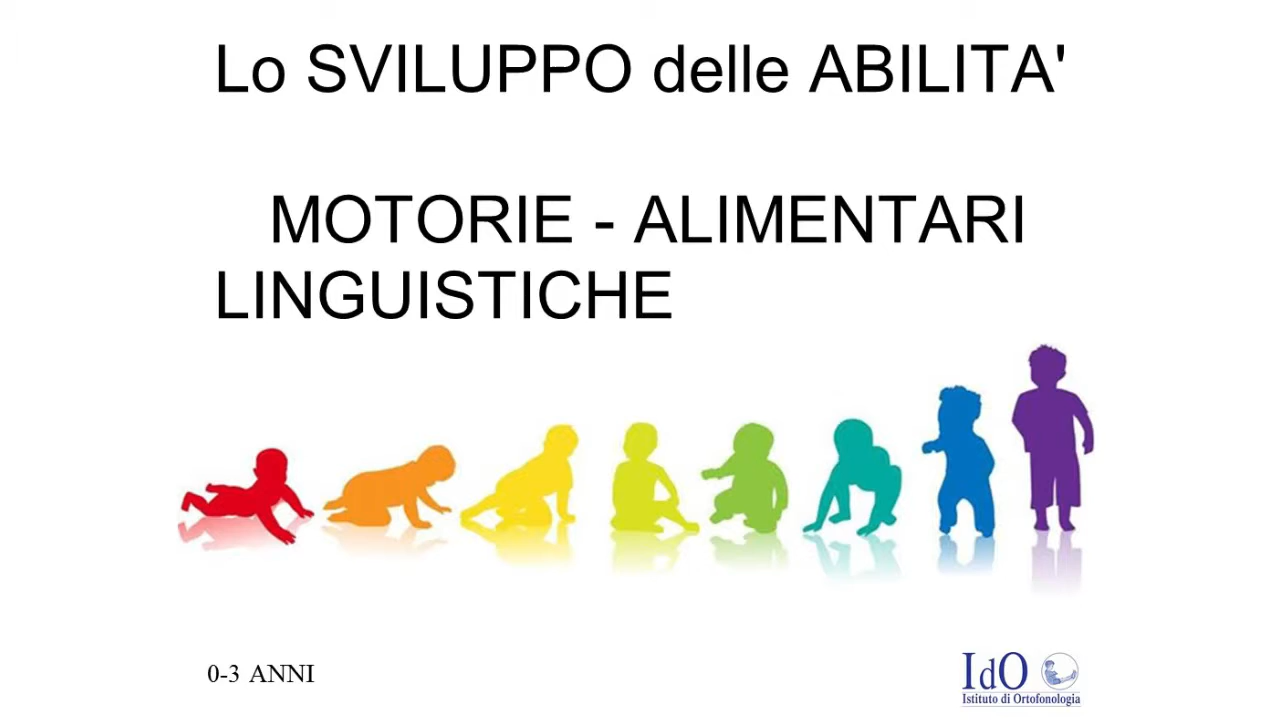 Lo SVILUPPO delle ABILITA'
MOTORIE - ALIMENTARI
LINGUISTICHE
0-3 ANNI
IdO
Istituto di Ortofonologia